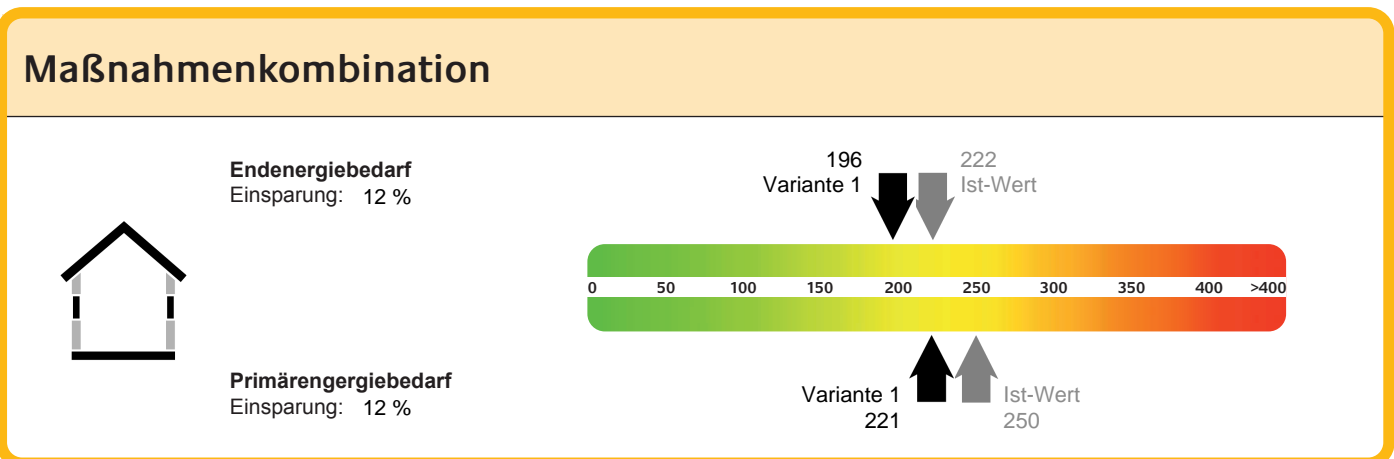 Maßnahmenkombination
Endenergiebedarf
Einsparung: 12 %
196
Variante 1
222
Ist-Wert
0 50 100 150 200 250 300 350 400 >400
Primärengergiebedarf
Einsparung: 12 %
Variante 1
221
Ist-Wert
250